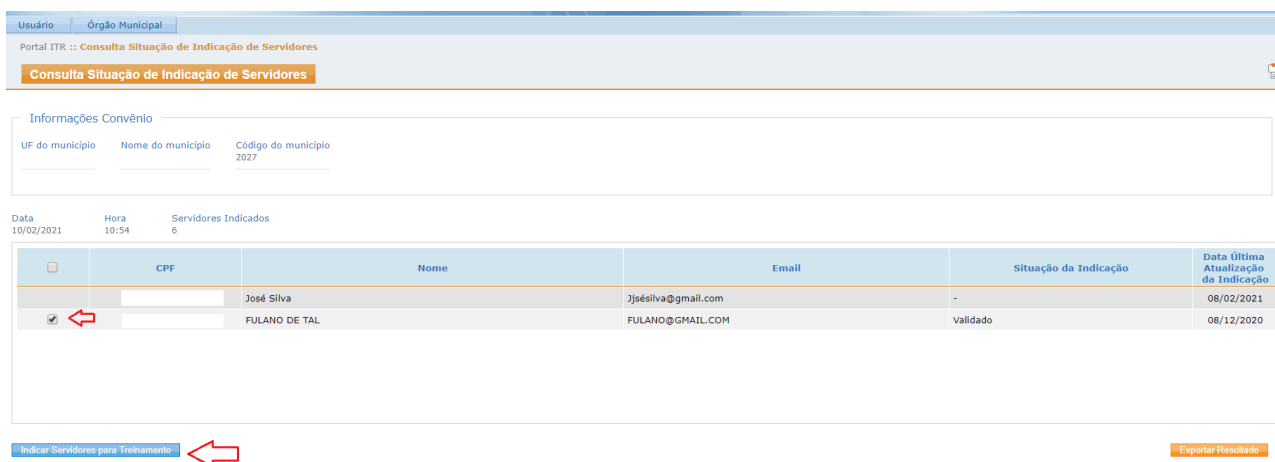 Usuário Órgão Municipal
Portal ITR :: Consulta Situação de Indicação de Servidores
Consulta Situação de Indicação de Servidores
Informações Convênio
UF do município Nome do município Código do município
2027
Data Hora Servidores Indicados
10/02/2021 10:54 6
CPF Nome Email Situação da Indicação Data Última
Atualização
da Indicação
José Silva Jjsésilva@gmail.com - 08/02/2021
FULANO DE TAL FULANO@GMAIL.COM Validado 08/12/2020
Indicar Servidores para Treinamento Exportar Resultado